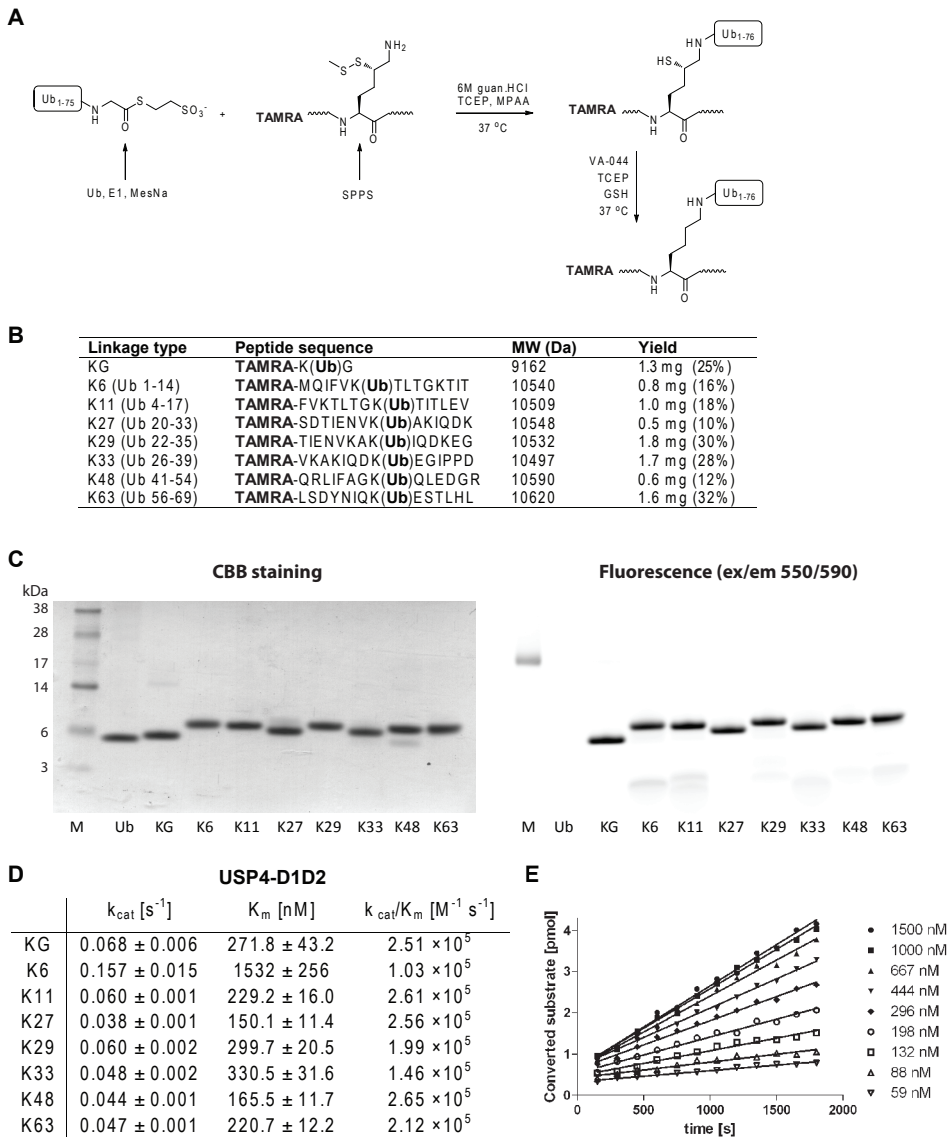 A
Ub1-75
N
H
S
O
SO3-
+
S
S
NH2
TAMRA
N
H
O
6M guan.HCl
TCEP, MPAA
37 ºC
HN
Ub1-76
HS
TAMRA
N
H
O
Ub, E1, MesNa
SPPS
VA-044
TCEP
GSH
37 ºC
HN
Ub1-76
TAMRA
N
H
O
B
Linkage type Peptide sequence MW (Da) Yield
KG TAMRA-K(Ub)G 9162 1.3 mg (25%)
K6 (Ub 1-14) TAMRA-MQIFVK(Ub)TLTGKTIT 10540 0.8 mg (16%)
K11 (Ub 4-17) TAMRA-FVKTLTGK(Ub)TITLEV 10509 1.0 mg (18%)
K27 (Ub 20-33) TAMRA-SDTIENVK(Ub)AKIQDK 10548 0.5 mg (10%)
K29 (Ub 22-35) TAMRA-TIENVKAK(Ub)IQDKEG 10532 1.8 mg (30%)
K33 (Ub 26-39) TAMRA-VKAKIQDK(Ub)EGIPPD 10497 1.7 mg (28%)
K48 (Ub 41-54) TAMRA-QRLIFAGK(Ub)QLEDGR 10590 0.6 mg (12%)
K63 (Ub 56-69) TAMRA-LSDYNIQK(Ub)ESTLHL 10620 1.6 mg (32%)
C
CBB staining
kDa
38
28
17
14
6
3
M Ub KG K6 K11 K27 K29 K33 K48 K63
Fluorescence (ex/em 550/590)
M Ub KG K6 K11 K27 K29 K33 K48 K63
D
USP4-D1D2
kcat [s-1] Km [nM] kcat/Km [M-1 s-1]
KG 0.068 ± 0.006 271.8 ± 43.2 2.51 ×10^5
K6 0.157 ± 0.015 1532 ± 256 1.03 ×10^5
K11 0.060 ± 0.001 229.2 ± 16.0 2.61 ×10^5
K27 0.038 ± 0.001 150.1 ± 11.4 2.56 ×10^5
K29 0.060 ± 0.002 299.7 ± 20.5 1.99 ×10^5
K33 0.048 ± 0.002 330.5 ± 31.6 1.46 ×10^5
K48 0.044 ± 0.001 165.5 ± 11.7 2.65 ×10^5
K63 0.047 ± 0.001 220.7 ± 12.2 2.12 ×10^5
E
Converted substrate [pmol]
4
3
2
1
0
0 500 1000 1500 2000
time [s]
1500 nM
1000 nM
667 nM
444 nM
296 nM
198 nM
132 nM
88 nM
59 nM